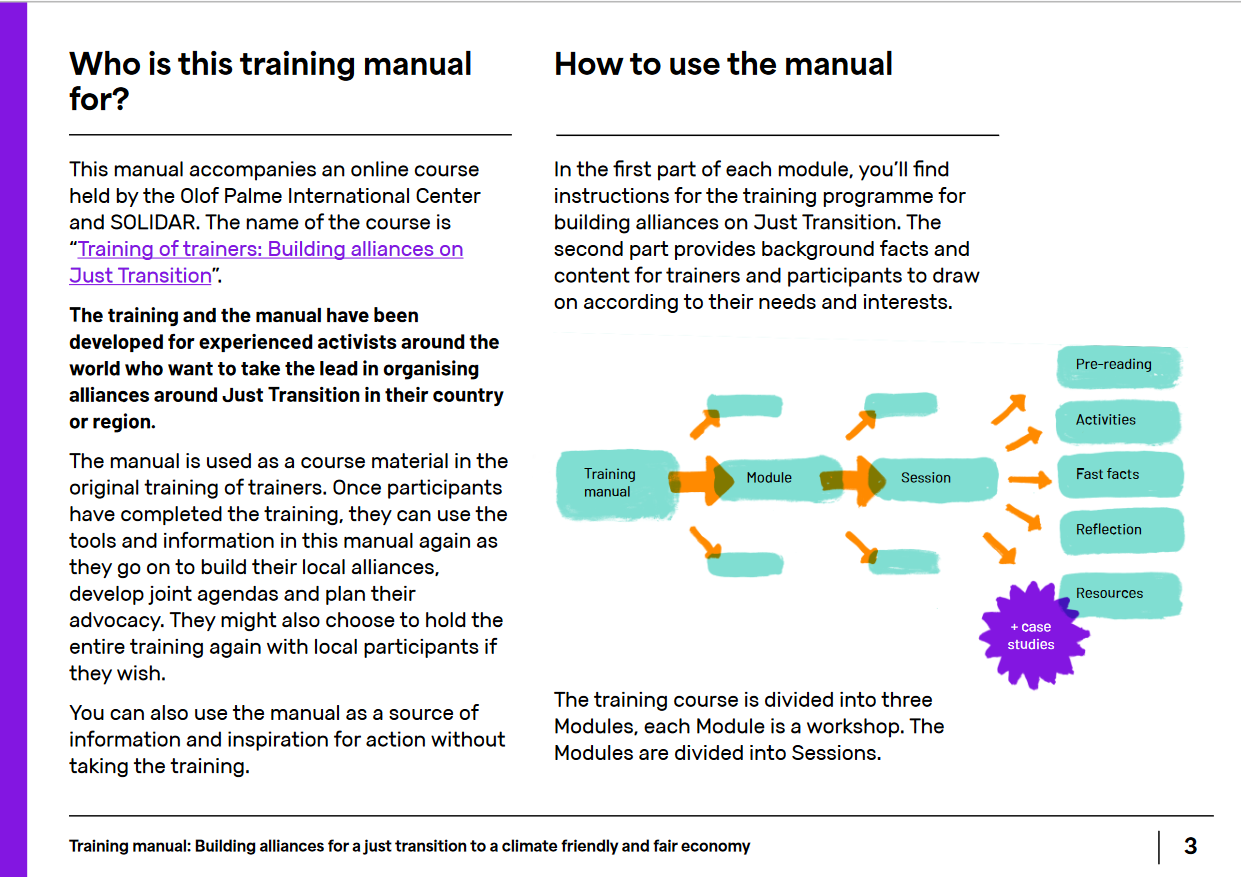 Who is this training manual
for?
This manual accompanies an online course
held by the Olof Palme International Center
and SOLIDAR. The name of the course is
“Training of trainers: Building alliances on
Just Transition”.
The training and the manual have been
developed for experienced activists around the
world who want to take the lead in organising
alliances around Just Transition in their country
or region.
The manual is used as a course material in the
original training of trainers. Once participants
have completed the training, they can use the
tools and information in this manual again as
they go on to build their local alliances,
develop joint agendas and plan their
advocacy. They might also choose to hold the
entire training again with local participants if
they wish.
You can also use the manual as a source of
information and inspiration for action without
taking the training.
How to use the manual
In the first part of each module, you’ll find
instructions for the training programme for
building alliances on Just Transition. The
second part provides background facts and
content for trainers and participants to draw
on according to their needs and interests.
Training
manual
Module
Session
Pre-reading
Activities
Fast facts
Reflection
Resources
+ case
studies
The training course is divided into three
Modules, each Module is a workshop. The
Modules are divided into Sessions.
Training manual: Building alliances for a just transition to a climate friendly and fair economy
3